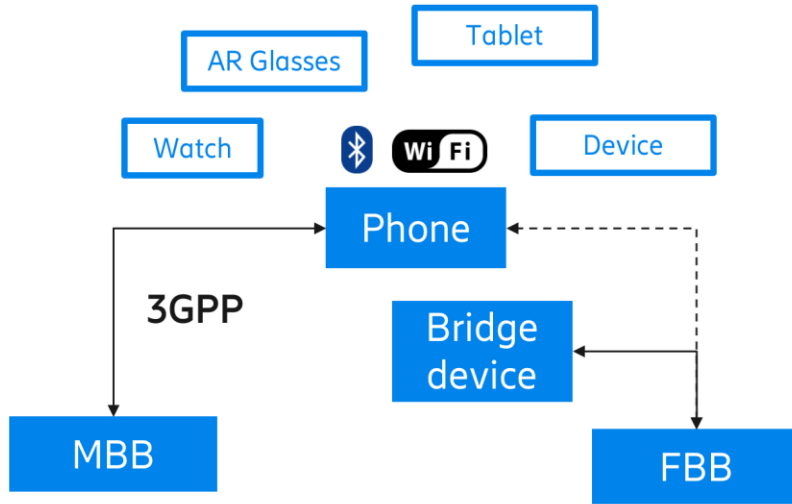 Tablet
AR Glasses
Watch
Wi Fi
Device
Phone
3GPP
Bridge
device
MBB
FBB